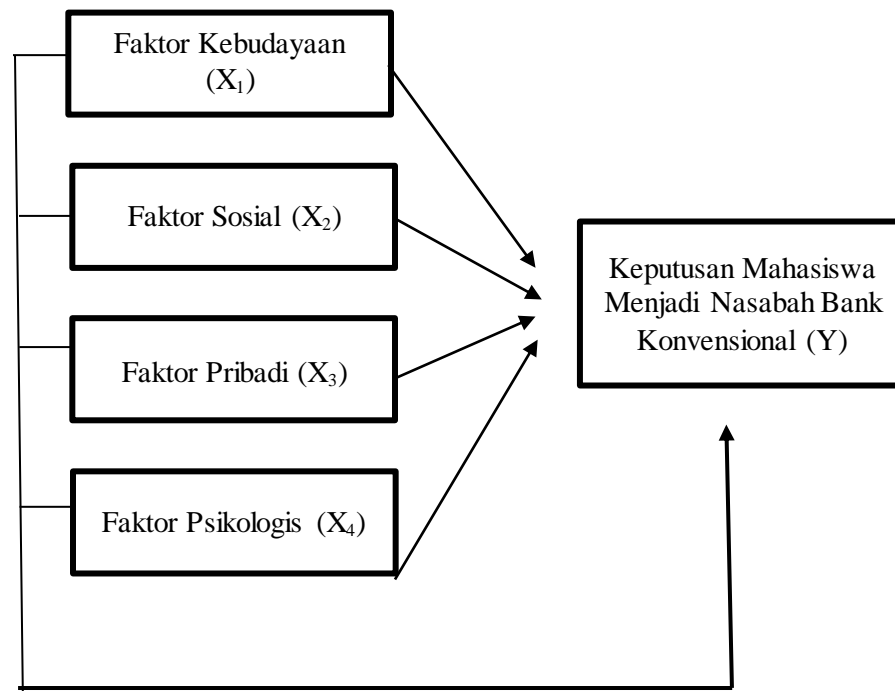 Faktor Kebudayaan
(X₁)
Faktor Sosial (X₂)
Faktor Pribadi (X₃)
Faktor Psikologis (X₄)
Keputusan Mahasiswa
Menjadi Nasabah Bank
Konvensional (Y)